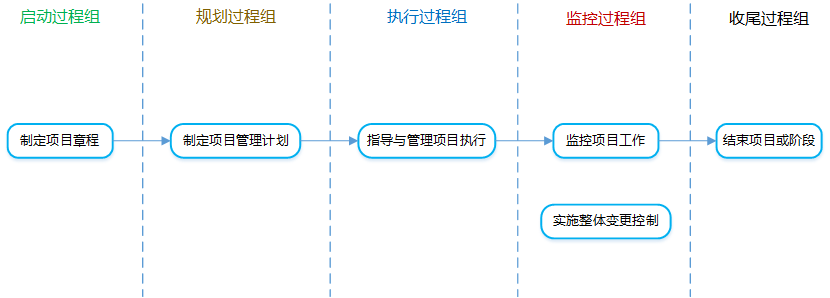 启动过程组
规划过程组
执行过程组
监控过程组
收尾过程组
制定项目章程
制定项目管理计划
指导与管理项目执行
监控项目工作
结束项目或阶段
实施整体变更控制